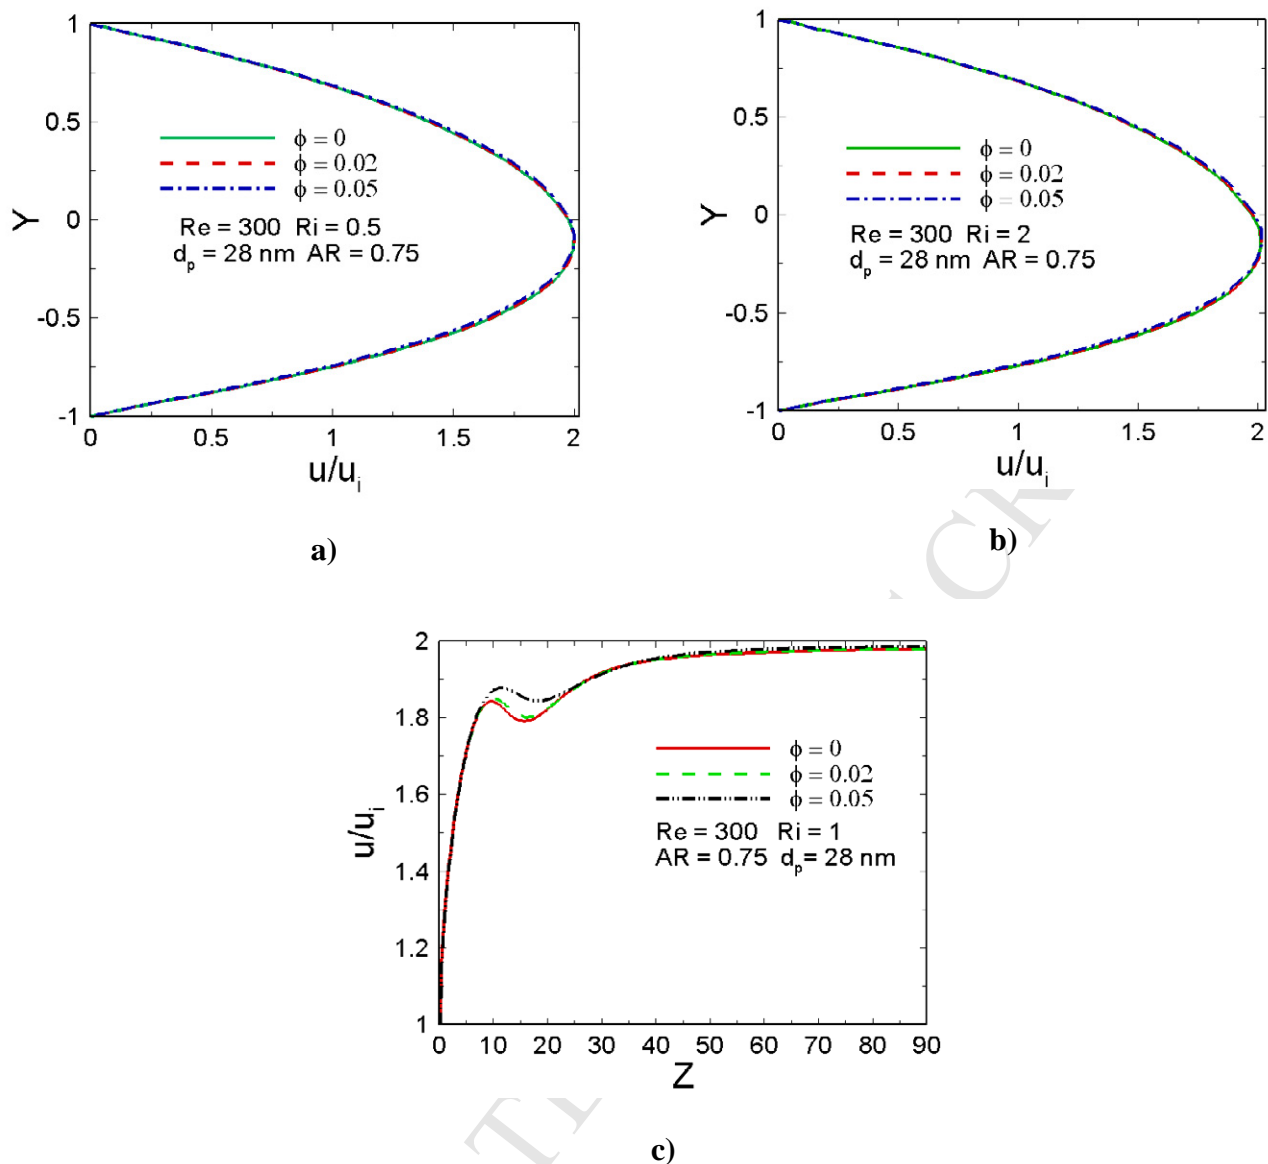 1
0.5
0
-0.5
-1
Y
ϕ = 0
ϕ = 0.02
ϕ = 0.05
Re = 300 Ri = 0.5
dp = 28 nm AR = 0.75
0 0.5 1 1.5 2
u/ui
a)
1
0.5
0
-0.5
-1
Y
ϕ = 0
ϕ = 0.02
ϕ = 0.05
Re = 300 Ri = 2
dp = 28 nm AR = 0.75
0 0.5 1 1.5 2
u/ui
b)
2
1.8
1.6
1.4
1.2
1
u/ui
ϕ = 0
ϕ = 0.02
ϕ = 0.05
Re = 300 Ri = 1
AR = 0.75 dp = 28 nm
0 10 20 30 40 50 60 70 80 90
Z
c)